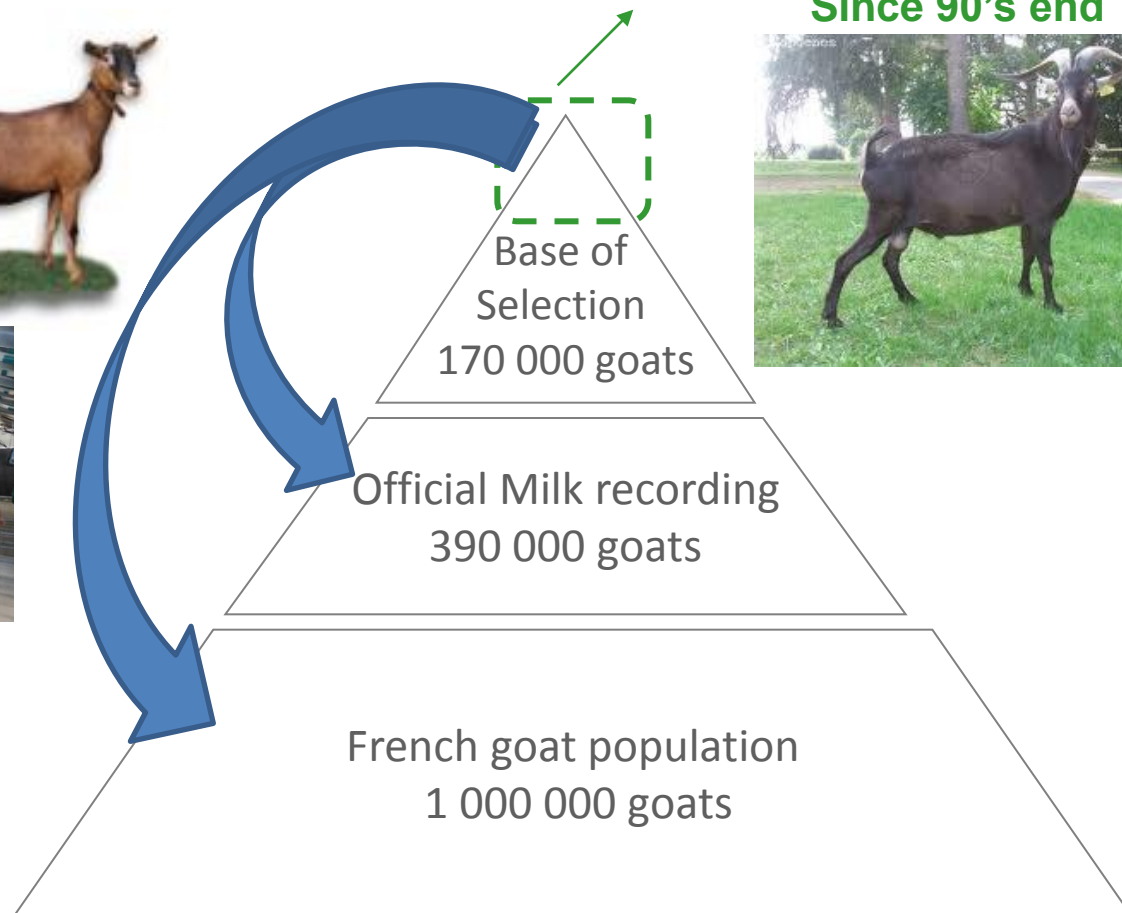 Since 90's end
Base of
Selection
170 000 goats
Official Milk recording
390 000 goats
French goat population
1 000 000 goats